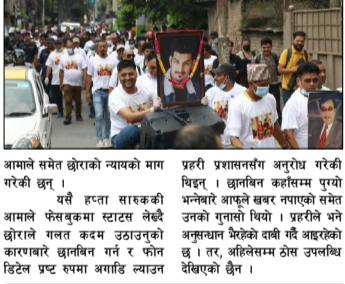 आमाले समेत छोराको न्यायको माग
गरेकी छन् ।
यसै हप्ता सारुककी
आमाले फेसबुकमा स्टाटस लेख्दै
छोराले गलत कदम उठाउनुको
कारणबारे छानबिन गर्न र फोन
डिटेल प्रष्ट रुपमा अगाडि ल्याउन
प्रहरी प्रशासनसँग अनुरोध गरेकी
थिइन् । छानबिन कहाँसम्म पुग्यो
भन्नेबारे आफूले खबर नपाएको समेत
उनको गुनासो थियो । प्रहरीले भने
अनुसन्धान भैरहेको दाबी गर्दै आइरहेको
छ । तर, अहिलेसम्म ठोस उपलब्धि
देखिएको छैन ।